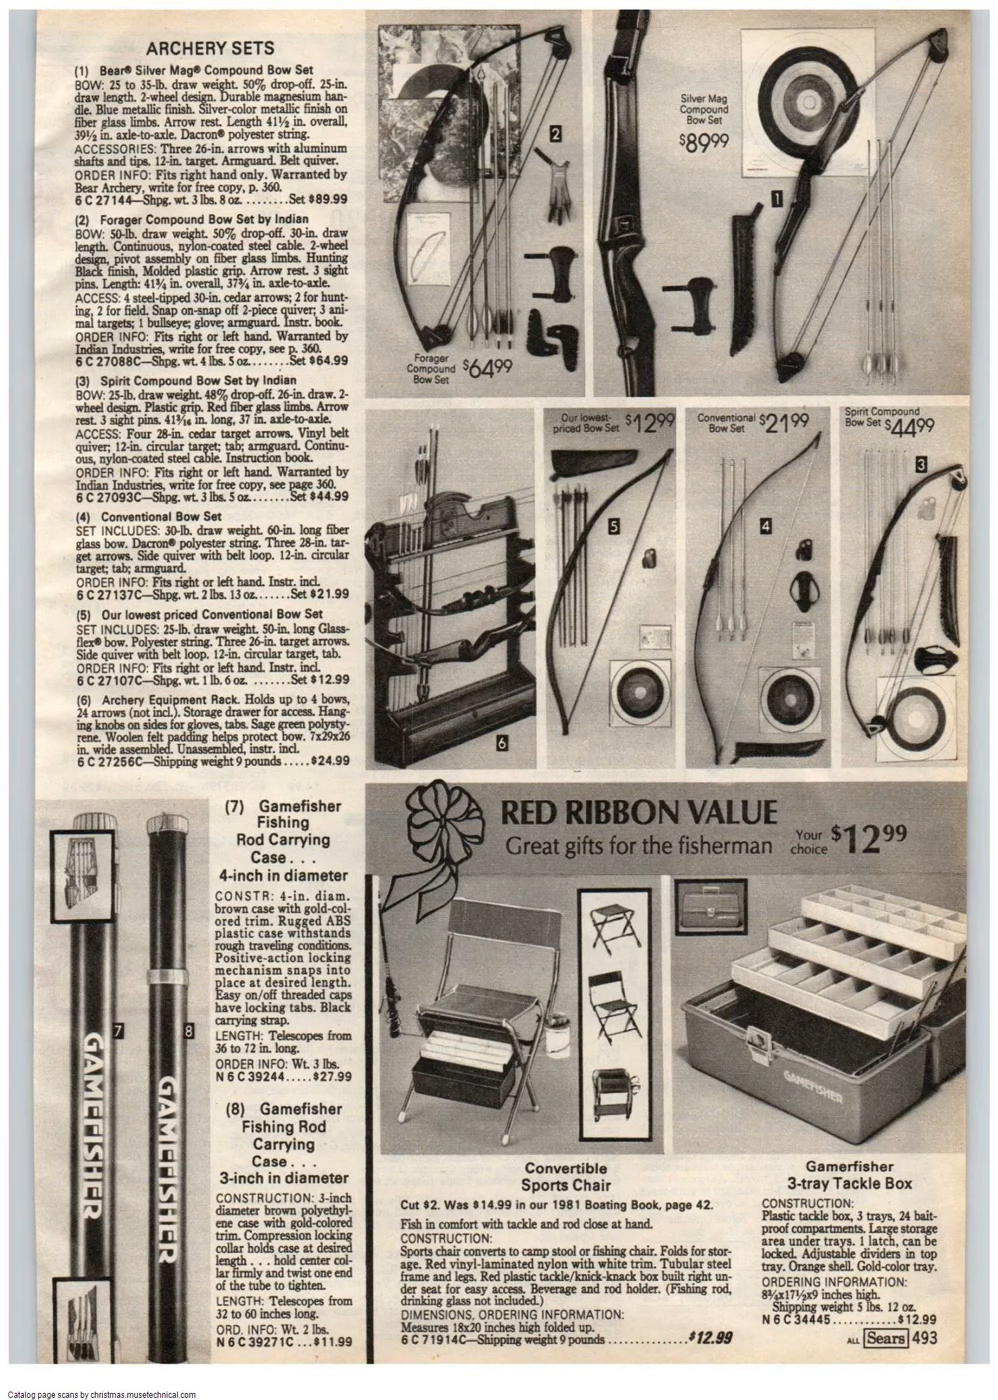 ARCHERY SETS
(1) Bear® Silver Mag® Compound Bow Set
BOW: 25 to 35-lb. draw weight. 50% drop-off. 25-in.
draw length. 2-wheel design. Durable magnesium han-
dle. Blue metallic finish. Silver-color metallic finish on
fiber glass limbs. Arrow rest. Length 41½ in. overall,
39½ in. axle-to-axle. Dacron® polyester string.
ACCESSORIES: Three 26-in. arrows with aluminum
shafts and tips. 12-in. target. Armguard. Belt quiver.
ORDER INFO: Fits right hand only. Warranted by
Bear Archery, write for free copy, p. 360.
6 C 27144—Shpg. wt. 3 lbs. 8 oz. ........Set $89.99
(2) Forager Compound Bow Set by Indian
BOW: 50-lb. draw weight. 50% drop-off. 30-in. draw
length. Continuous, nylon-coated steel cable. 2-wheel
design, pivot assembly on fiber glass limbs. Hunting
Black finish, Molded plastic grip. Arrow rest. 3 sight
pins. Length: 41¾ in. overall, 37¾ in. axle-to-axle.
ACCESS: 4 steel-tipped 30-in. cedar arrows; 2 for hunt-
ing, 2 for field. Snap on-snap off 2-piece quiver; 3 ani-
mal targets; 1 bullseye; glove; armguard. Instr. book.
ORDER INFO: Fits right or left hand. Warranted by
Indian Industries, write for free copy, see p. 360.
6 C 27088C—Shpg. wt. 4 lbs. 5 oz. .......Set $64.99
(3) Spirit Compound Bow Set by Indian
BOW: 25-lb. draw weight. 48% drop-off. 26-in. draw. 2-
wheel design. Plastic grip. Red fiber glass limbs. Arrow
rest. 3 sight pins. 41³⁄₁₆ in. long, 37 in. axle-to-axle.
ACCESS: Four 28-in. cedar target arrows. Vinyl belt
quiver; 12-in. circular target; tab; armguard. Continu-
ous, nylon-coated steel cable. Instruction book.
ORDER INFO: Fits right or left hand. Warranted by
Indian Industries, write for free copy, see page 360.
6 C 27093C—Shpg. wt. 3 lbs. 5 oz. .......Set $44.99
(4) Conventional Bow Set
SET INCLUDES: 30-lb. draw weight. 60-in. long fiber
glass bow. Dacron® polyester string. Three 28-in. tar-
get arrows. Side quiver with belt loop. 12-in. circular
target; tab; armguard.
ORDER INFO: Fits right or left hand. Instr. incl.
6 C 27137C—Shpg. wt. 2 lbs. 13 oz. ......Set $21.99
(5) Our lowest priced Conventional Bow Set
SET INCLUDES: 25-lb. draw weight. 50-in. long Glass-
flex® bow. Polyester string. Three 26-in. target arrows.
Side quiver with belt loop. 12-in. circular target, tab.
ORDER INFO: Fits right or left hand. Instr. incl.
6 C 27107C—Shpg. wt. 1 lb. 6 oz. .......Set $12.99
(6) Archery Equipment Rack. Holds up to 4 bows,
24 arrows (not incl.). Storage drawer for access. Hang-
ing knobs on sides for gloves, tabs. Sage green polysty-
rene. Woolen felt padding helps protect bow. 7x29x26
in. wide assembled. Unassembled, instr. incl.
6 C 27256C—Shipping weight 9 pounds .....$24.99
2
Forager
Compound
Bow Set
$64⁹⁹
Silver Mag
Compound
Bow Set
$89⁹⁹
1
6
Our lowest-
priced Bow Set $12⁹⁹
5
Conventional
Bow Set $21⁹⁹
4
Spirit Compound
Bow Set $44⁹⁹
3
GAMEFISHER
7
GAMEFISHER
8
(7) Gamefisher
Fishing
Rod Carrying
Case . . .
4-inch in diameter
CONSTR: 4-in. diam.
brown case with gold-col-
ored trim. Rugged ABS
plastic case withstands
rough traveling conditions.
Positive-action locking
mechanism snaps into
place at desired length.
Easy on/off threaded caps
have locking tabs. Black
carrying strap.
LENGTH: Telescopes from
36 to 72 in. long.
ORDER INFO: Wt. 3 lbs.
N 6 C 39244.....$27.99
(8) Gamefisher
Fishing Rod
Carrying
Case . . .
3-inch in diameter
CONSTRUCTION: 3-inch
diameter brown polyethyl-
ene case with gold-colored
trim. Compression locking
collar holds case at desired
length . . . hold center col-
lar firmly and twist one end
of the tube to tighten.
LENGTH: Telescopes from
32 to 60 inches long.
ORD. INFO: Wt. 2 lbs.
N 6 C 39271C ...$11.99
RED RIBBON VALUE
Great gifts for the fisherman
Your
choice $12⁹⁹
GAMEFISHER
Convertible
Sports Chair
Cut $2. Was $14.99 in our 1981 Boating Book, page 42.
Fish in comfort with tackle and rod close at hand.
CONSTRUCTION:
Sports chair converts to camp stool or fishing chair. Folds for stor-
age. Red vinyl-laminated nylon with white trim. Tubular steel
frame and legs. Red plastic tackle/knick-knack box built right un-
der seat for easy access. Beverage and rod holder. (Fishing rod,
drinking glass not included.)
DIMENSIONS, ORDERING INFORMATION:
Measures 18x20 inches high folded up.
6 C 71914C—Shipping weight 9 pounds ...............$12.99
Gamerfisher
3-tray Tackle Box
CONSTRUCTION:
Plastic tackle box, 3 trays, 24 bait-
proof compartments. Large storage
area under trays. 1 latch, can be
locked. Adjustable dividers in top
tray. Orange shell. Gold-color tray.
ORDERING INFORMATION:
8¾x17½x9 inches high.
Shipping weight 5 lbs. 12 oz.
N 6 C 34445............$12.99
ALL Sears 493
Catalog page scans by christmas.musetechnical.com